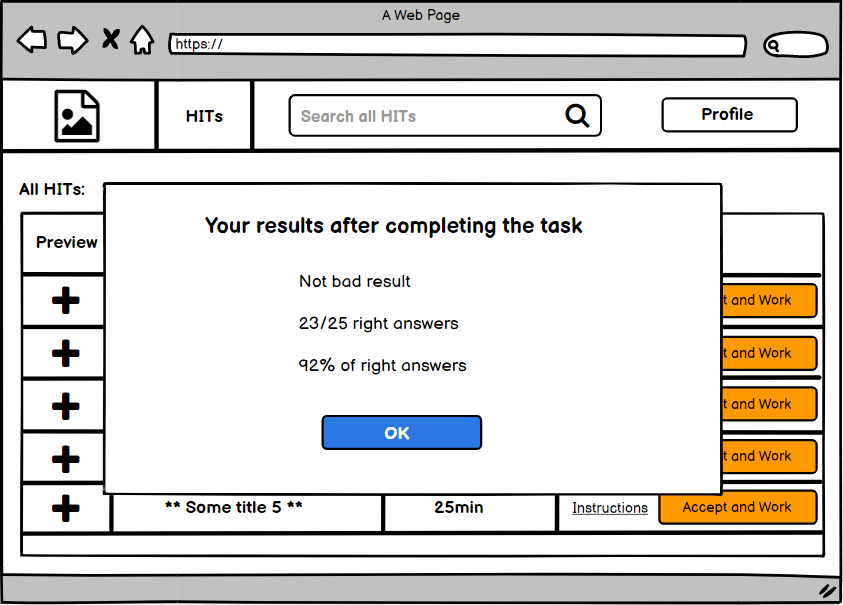 A Web Page
https://
HITs
Search all HITs
Profile
All HITs:
Preview
Your results after completing the task
Not bad result
23/25 right answers
92% of right answers
OK
t and Work
t and Work
t and Work
t and Work
** Some title 5 **
25min
Instructions
Accept and Work